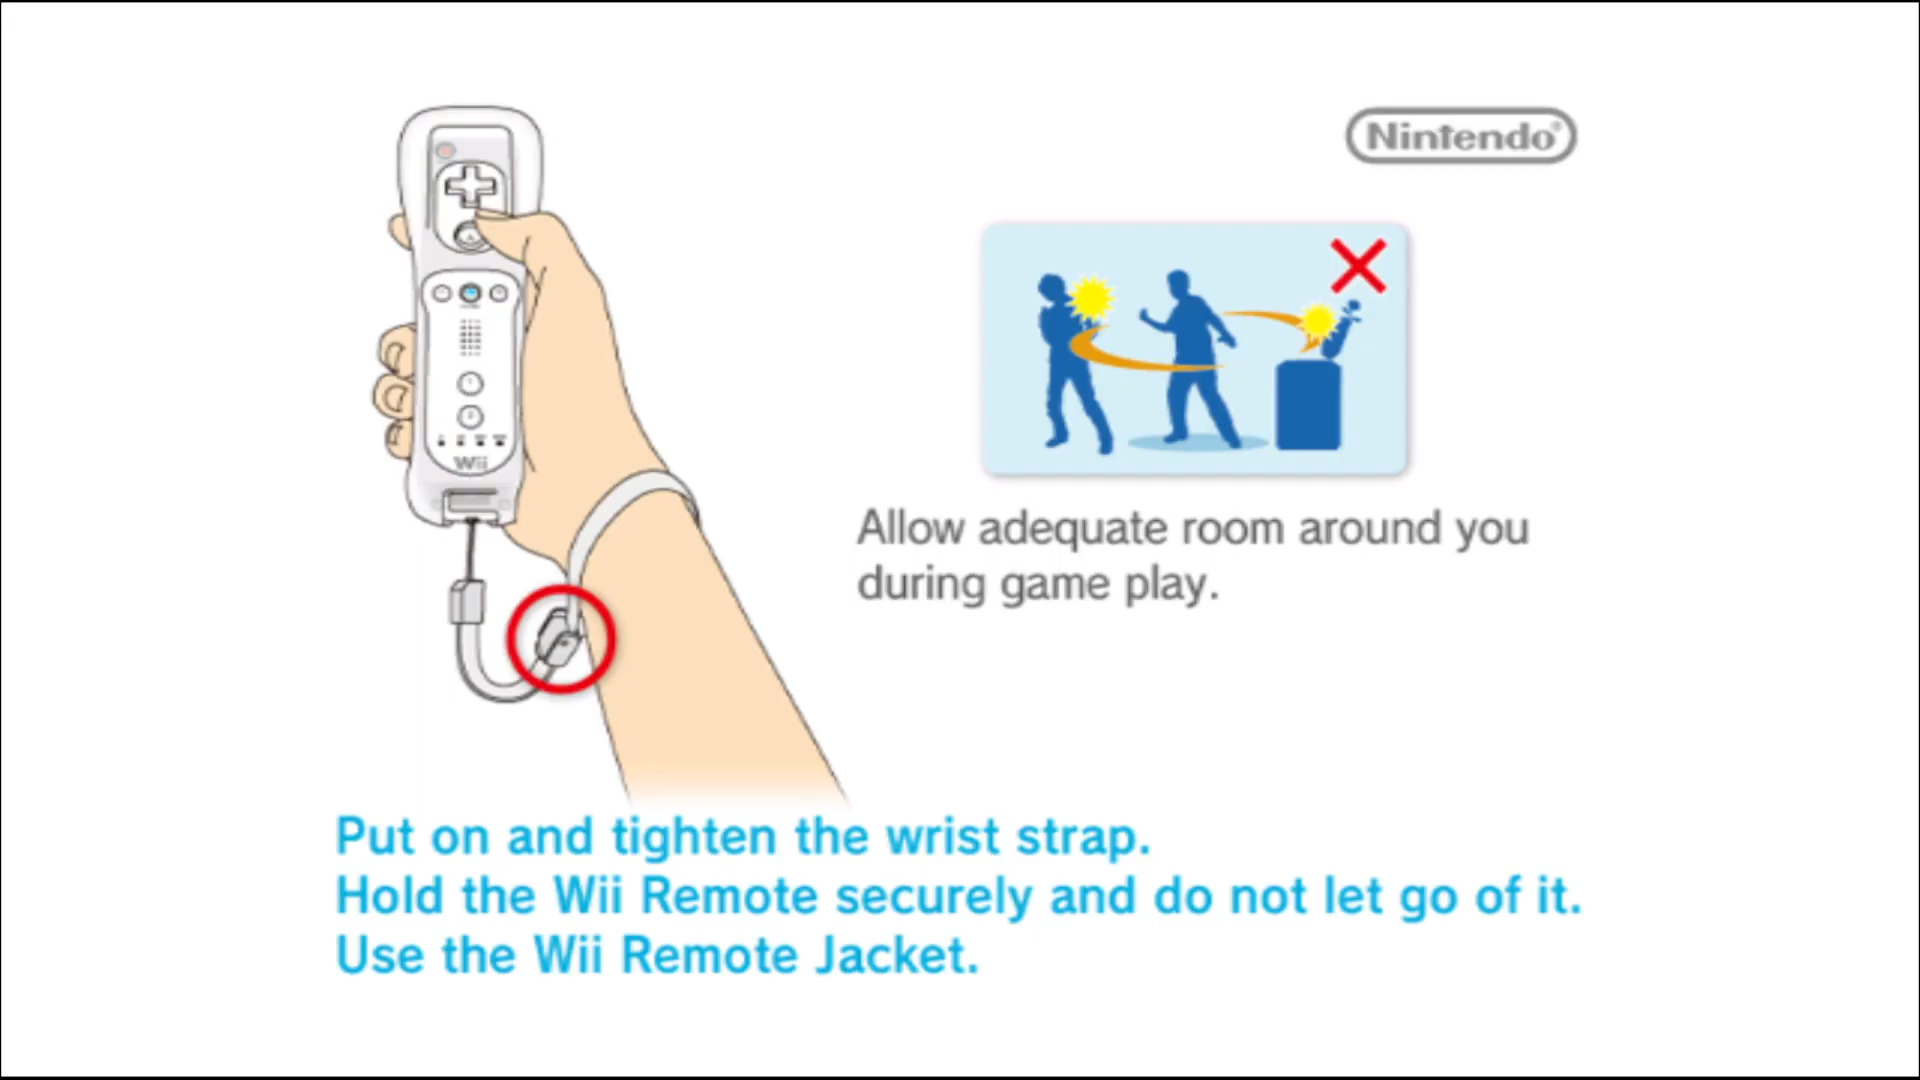 Nintendo®
Wii
Allow adequate room around you
during game play.
Put on and tighten the wrist strap.
Hold the Wii Remote securely and do not let go of it.
Use the Wii Remote Jacket.